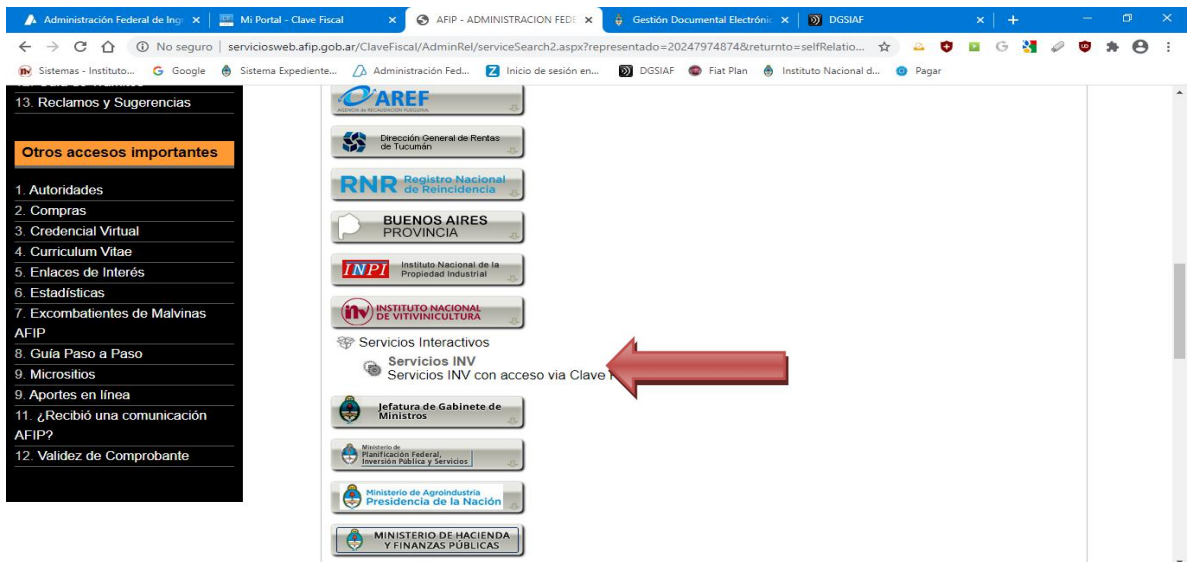 Administración Federal de Ingr
Mi Portal - Clave Fiscal
AFIP - ADMINISTRACION FEDE
Gestión Documental Electrónic
DGSIAF
No seguro
serviciosweb.afip.gob.ar/ClaveFiscal/AdminRel/serviceSearch2.aspx?representado=20247974874&returnto=selfRelatio...
Sistemas - Instituto...
Google
Sistema Expediente...
Administración Fed...
Inicio de sesión en...
DGSIAF
Fiat Plan
Instituto Nacional d...
Pagar
13. Reclamos y Sugerencias
Otros accesos importantes
1. Autoridades
2. Compras
3. Credencial Virtual
4. Curriculum Vitae
5. Enlaces de Interés
6. Estadísticas
7. Excombatientes de Malvinas
AFIP
8. Guía Paso a Paso
9. Micrositios
9. Aportes en línea
11. ¿Recibió una comunicación
AFIP?
12. Validez de Comprobante
AREF
AGENCIA de RECAUDACION FUEGUINA
Dirección General de Rentas
de Tucumán
RNR Registro Nacional
de Reincidencia
BUENOS AIRES
PROVINCIA
INPI Instituto Nacional de la
Propiedad Industrial
inv INSTITUTO NACIONAL
DE VITIVINICULTURA
Servicios Interactivos
Servicios INV
Servicios INV con acceso via Clave
Jefatura de Gabinete de
Ministros
Ministerio de
Planificación Federal,
Inversión Pública y Servicios
Ministerio de Agroindustria
Presidencia de la Nación
MINISTERIO DE HACIENDA
Y FINANZAS PÚBLICAS